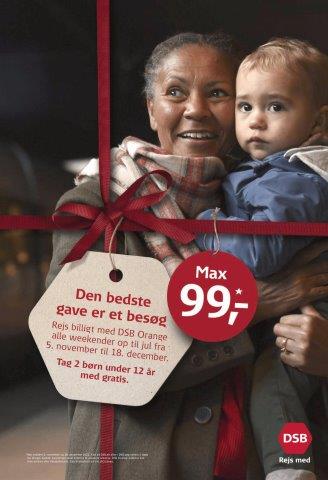 DSB
Max
99,-*
Den bedste
gave er et besøg
Rejs billigt med DSB Orange
alle weekender op til jul fra
5. november til 18. december.
Tag 2 børn under 12 år
med gratis.
DSB
Rejs med